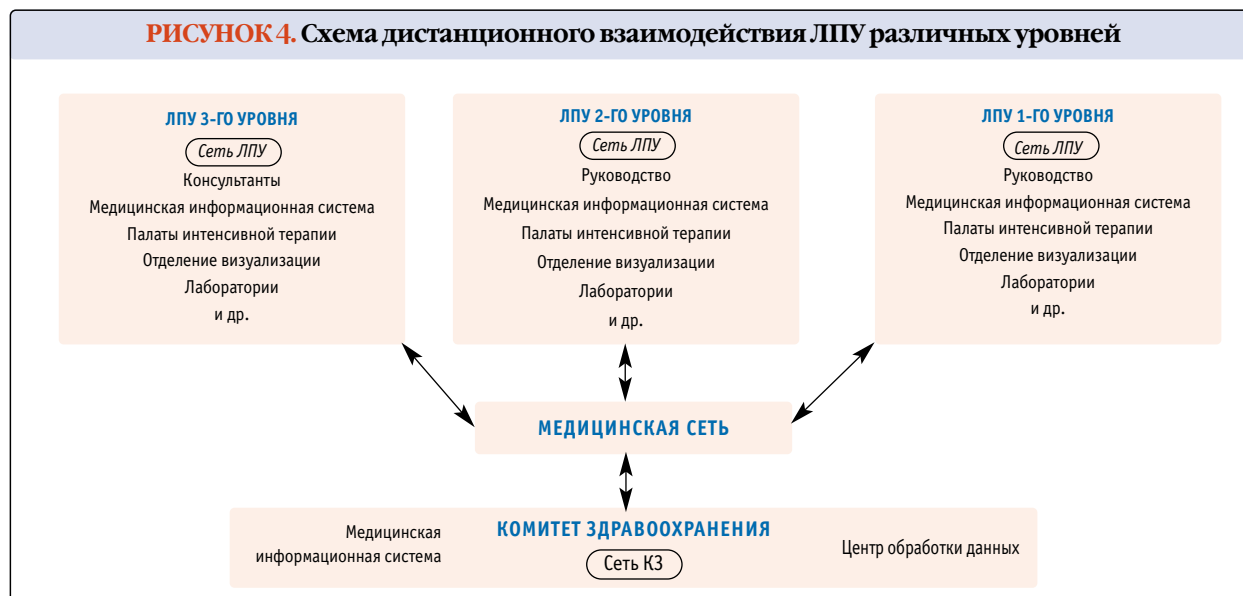 РИСУНОК 4. Схема дистанционного взаимодействия ЛПУ различных уровней
ЛПУ 3-ГО УРОВНЯ
Сеть ЛПУ
Консультанты
Медицинская информационная система
Палаты интенсивной терапии
Отделение визуализации
Лаборатории
и др.
ЛПУ 2-ГО УРОВНЯ
Сеть ЛПУ
Руководство
Медицинская информационная система
Палаты интенсивной терапии
Отделение визуализации
Лаборатории
и др.
ЛПУ 1-ГО УРОВНЯ
Сеть ЛПУ
Руководство
Медицинская информационная система
Палаты интенсивной терапии
Отделение визуализации
Лаборатории
и др.
МЕДИЦИНСКАЯ СЕТЬ
КОМИТЕТ ЗДРАВООХРАНЕНИЯ
Медицинская
информационная система
Сеть КЗ
Центр обработки данных